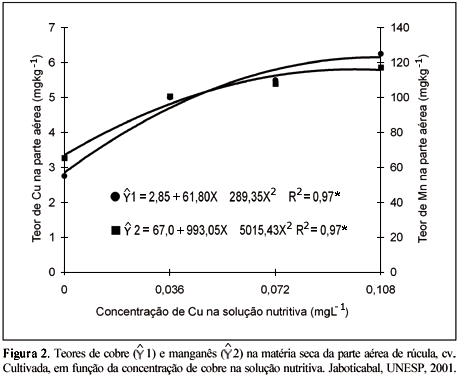 7
6
5
4
3
2
1
0
Teor de Cu na parte aérea (mgkg-1)
140
120
100
80
60
40
20
0
Teor de Mn na parte aérea (mgkg-1)
Ŷ1 = 2,85 + 61,80X 289,35X² R² = 0,97*
Ŷ 2 = 67,0 + 993,05X 5015,43X² R² = 0,97*
0 0,036 0,072 0,108
Concentração de Cu na solução nutritiva (mgL-1)
Figura 2. Teores de cobre (Ŷ 1) e manganês (Ŷ 2) na matéria seca da parte aérea de rúcula, cv.
Cultivada, em função da concentração de cobre na solução nutritiva. Jaboticabal, UNESP, 2001.